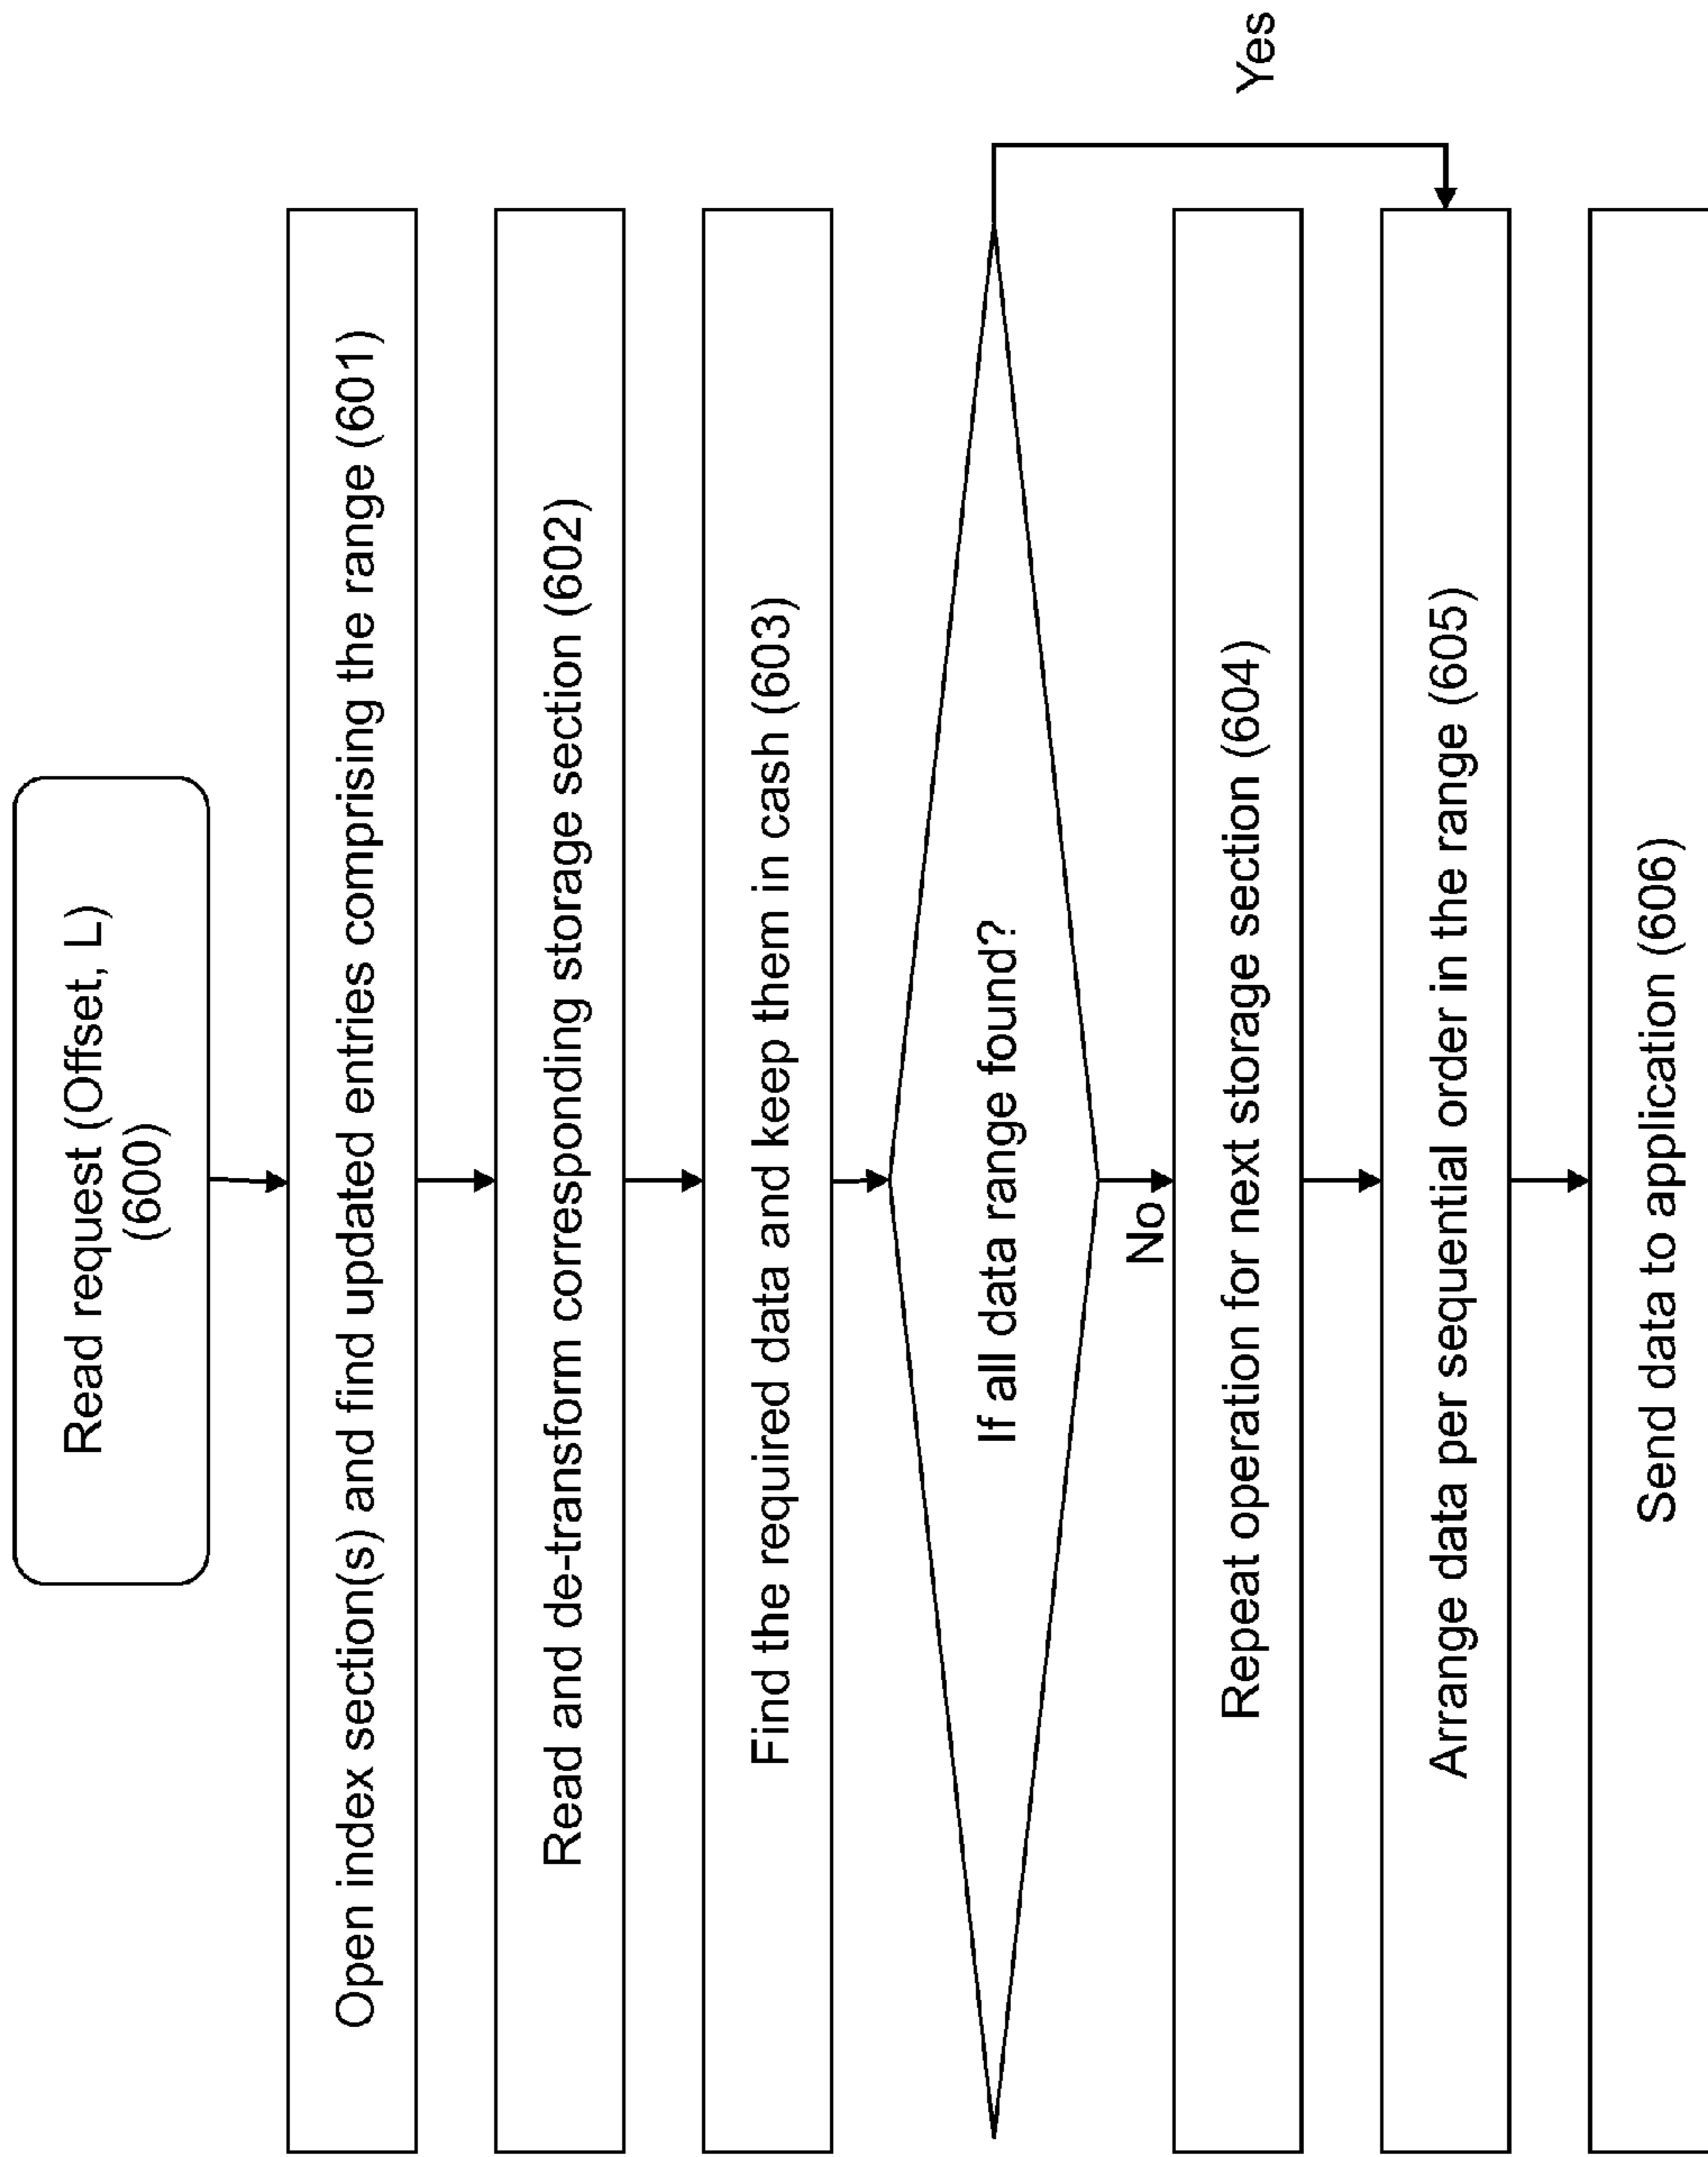 Read request (Offset, L)
(600)
Open index section(s) and find updated entries comprising the range (601)
Read and de-transform corresponding storage section (602)
Find the required data and keep them in cash (603)
If all data range found?
Yes
No
Repeat operation for next storage section (604)
Arrange data per sequential order in the range (605)
Send data to application (606)